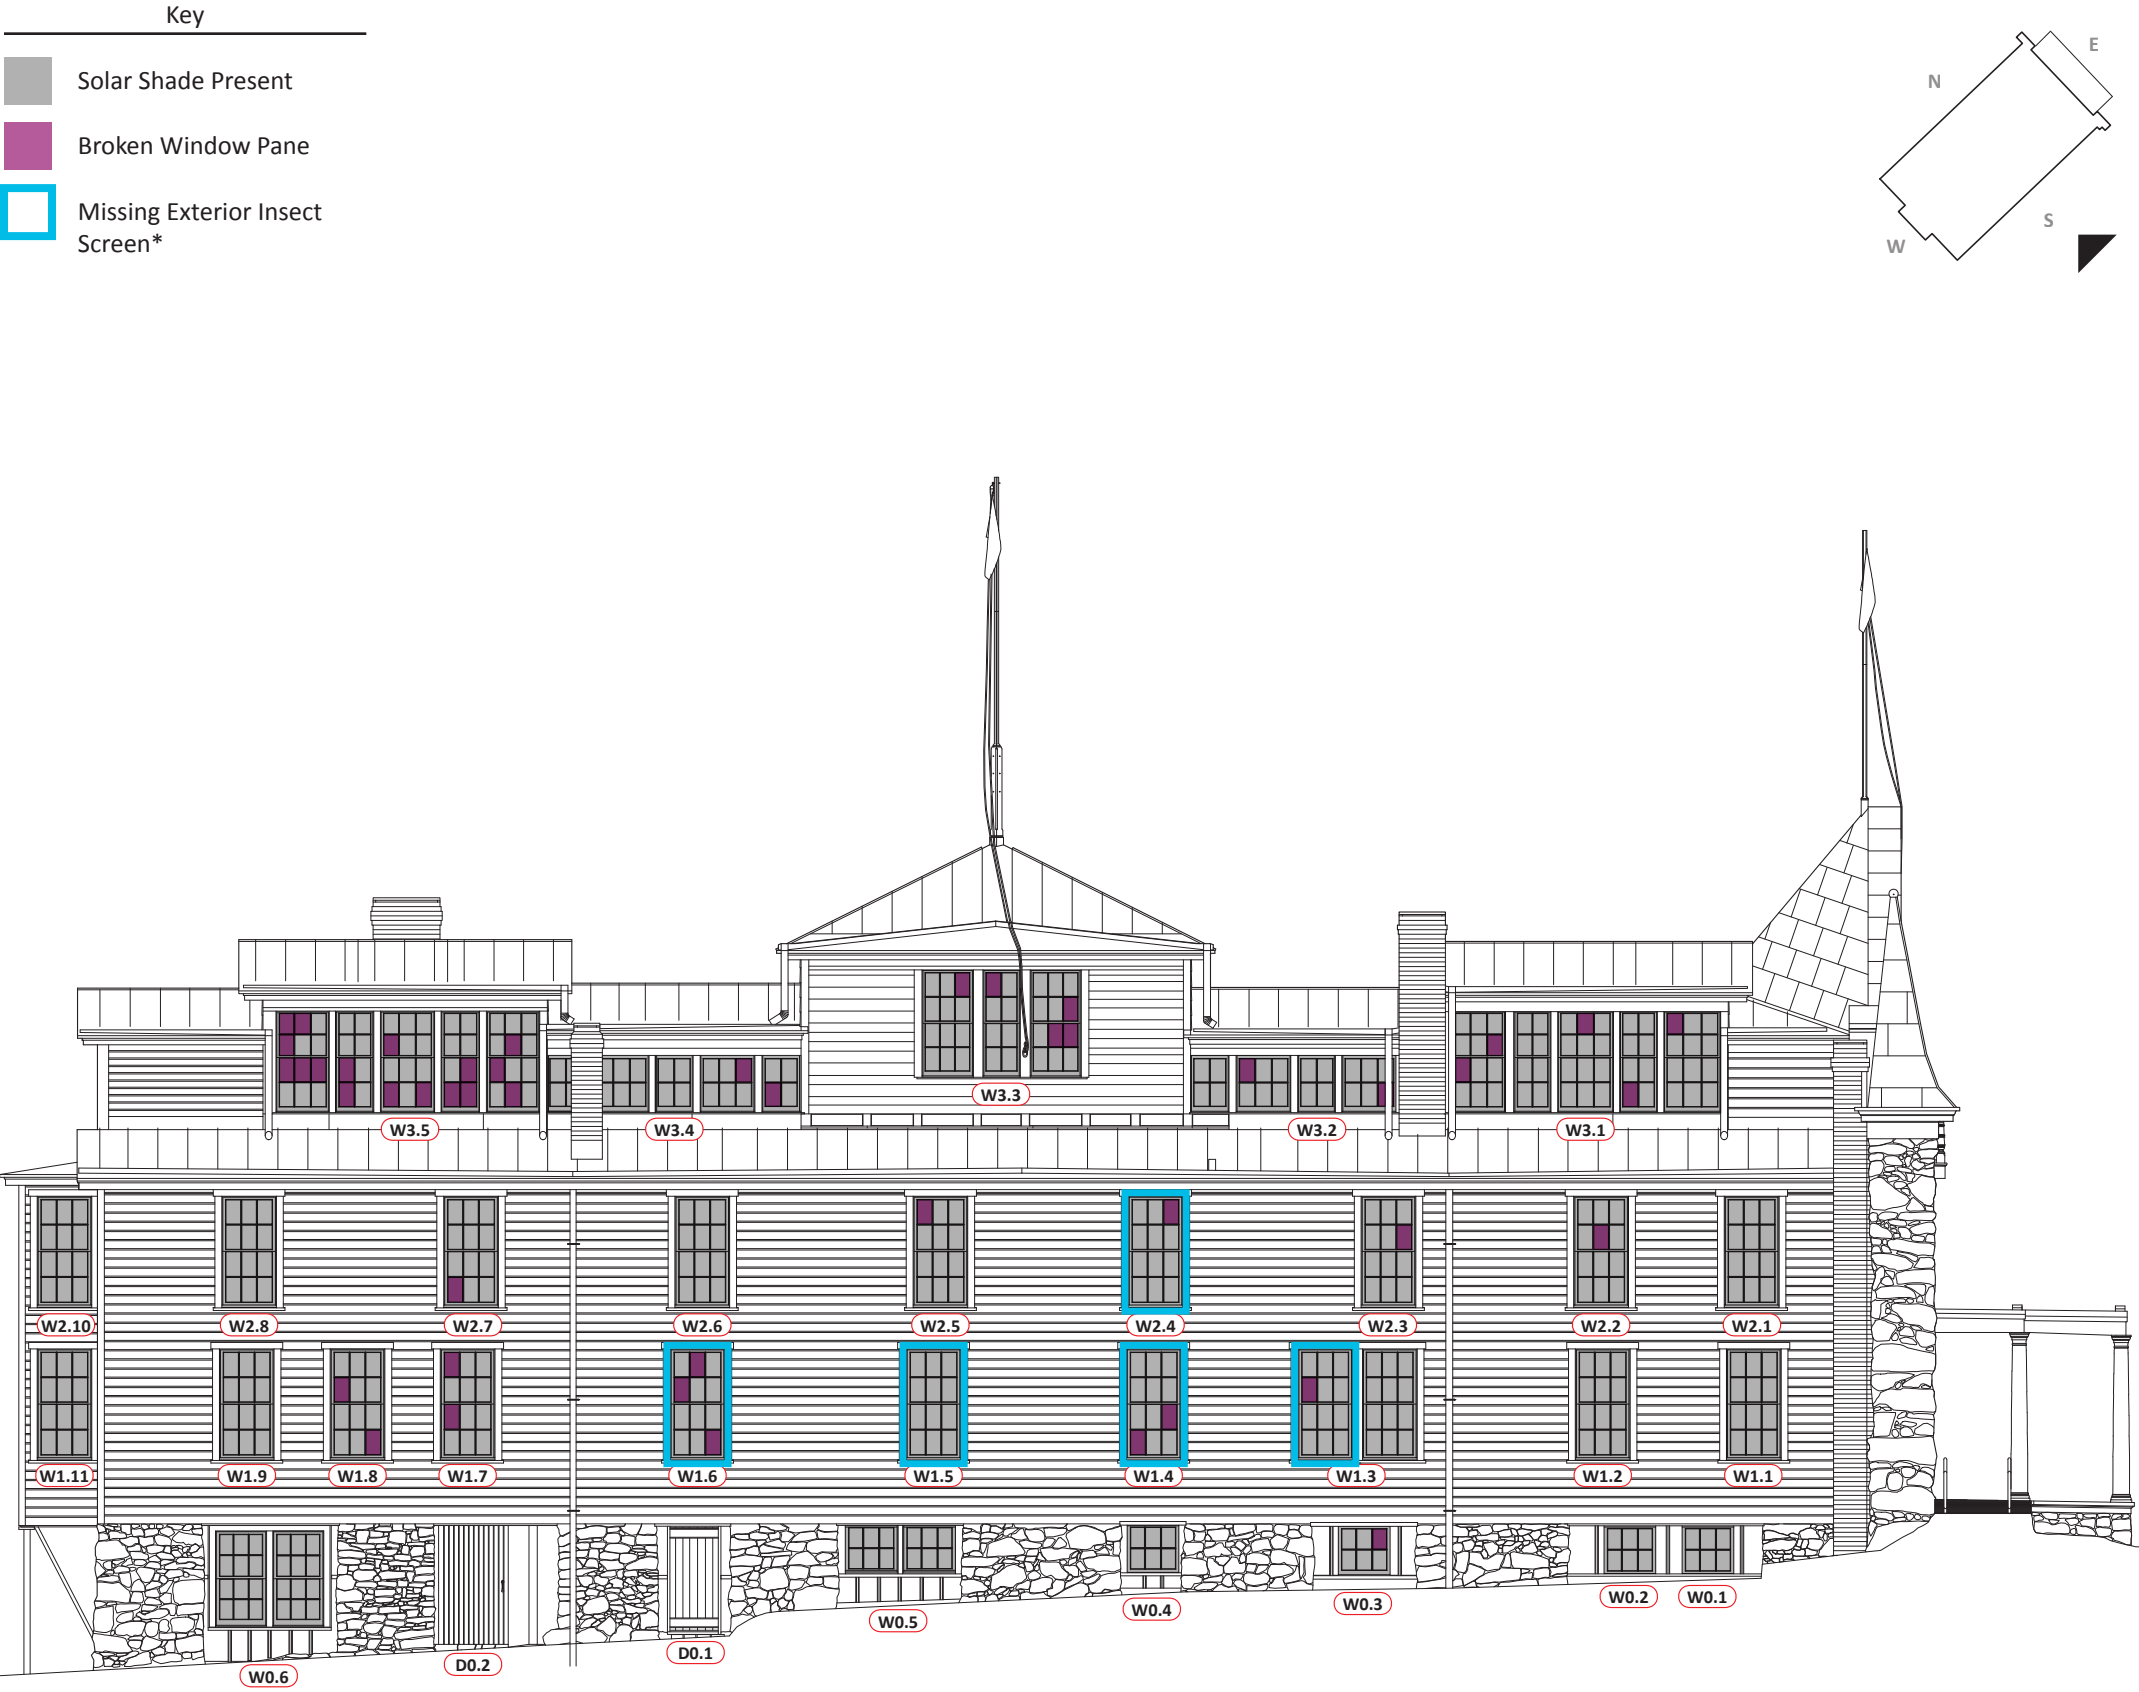 Key
Solar Shade Present
Broken Window Pane
Missing Exterior Insect
Screen*
E
N
S
W
W3.3
W3.5
W3.4
W3.2
W3.1
W2.10
W2.8
W2.7
W2.6
W2.5
W2.4
W2.3
W2.2
W2.1
W1.11
W1.9
W1.8
W1.7
W1.6
W1.5
W1.4
W1.3
W1.2
W1.1
W0.6
D0.2
D0.1
W0.5
W0.4
W0.3
W0.2
W0.1